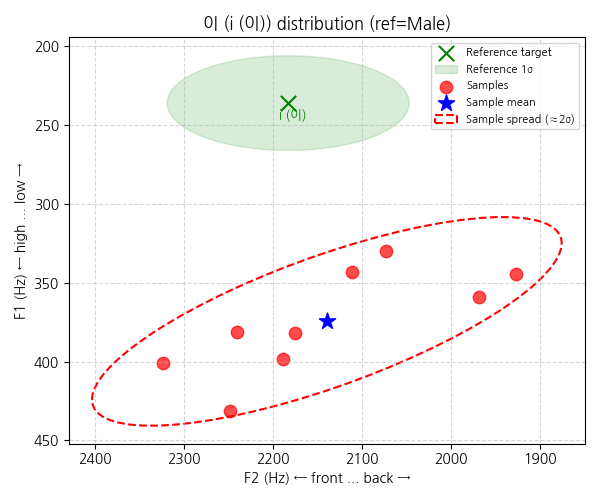 이 (i (이)) distribution (ref=Male)
Reference target
Reference 1σ
Samples
Sample mean
Sample spread (≈2σ)
i (이)
200
250
300
350
400
450
F1 (Hz) ← high ... low →
2400
2300
2200
2100
2000
1900
F2 (Hz) ← front ... back →